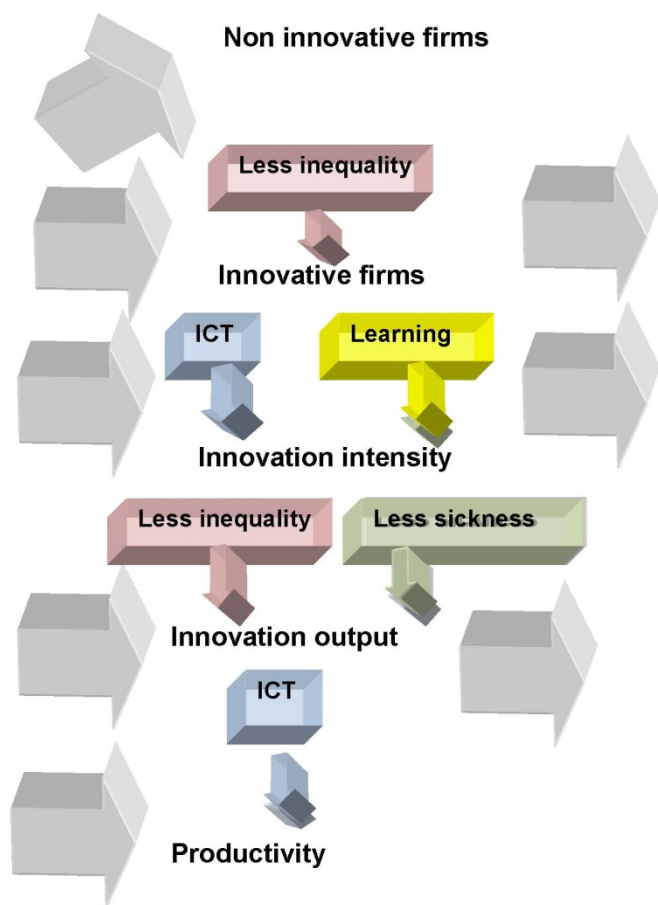 Non innovative firms
Less inequality
Innovative firms
ICT
Learning
Innovation intensity
Less inequality
Less sickness
Innovation output
ICT
Productivity